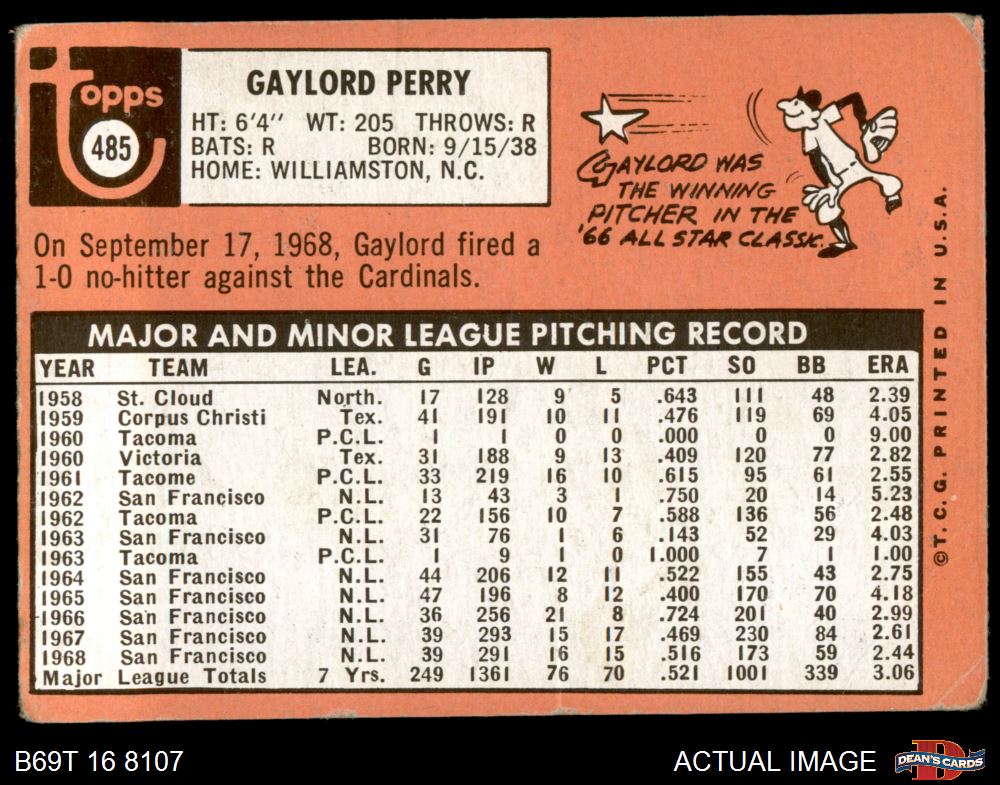 topps
485
GAYLORD PERRY
HT: 6'4" WT: 205 THROWS: R
BATS: R BORN: 9/15/38
HOME: WILLIAMSTON, N.C.
GAYLORD WAS
THE WINNING
PITCHER IN THE
'66 ALL STAR CLASSIC.
On September 17, 1968, Gaylord fired a
1-0 no-hitter against the Cardinals.
MAJOR AND MINOR LEAGUE PITCHING RECORD
YEAR TEAM LEA. G IP W L PCT SO BB ERA
1958 St. Cloud North. 17 128 9 5 .643 111 48 2.39
1959 Corpus Christi Tex. 41 191 10 11 .476 119 69 4.05
1960 Tacoma P.C.L. 1 1 0 0 .000 0 0 9.00
1960 Victoria Tex. 31 188 9 13 .409 120 77 2.82
1961 Tacome P.C.L. 33 219 16 10 .615 95 61 2.55
1962 San Francisco N.L. 13 43 3 1 .750 20 14 5.23
1962 Tacoma P.C.L. 22 156 10 7 .588 136 56 2.48
1963 San Francisco N.L. 31 76 1 6 .143 52 29 4.03
1963 Tacoma P.C.L. 1 9 1 0 1.000 7 1 1.00
1964 San Francisco N.L. 44 206 12 11 .522 155 43 2.75
1965 San Francisco N.L. 47 196 8 12 .400 170 70 4.18
1966 San Francisco N.L. 36 256 21 8 .724 201 40 2.99
1967 San Francisco N.L. 39 293 15 17 .469 230 84 2.61
1968 San Francisco N.L. 39 291 16 15 .516 173 59 2.44
Major League Totals 7 Yrs. 249 1361 76 70 .521 1001 339 3.06
©T.C.G. PRINTED IN U.S.A.
B69T 16 8107
ACTUAL IMAGE
DEAN'S CARDS